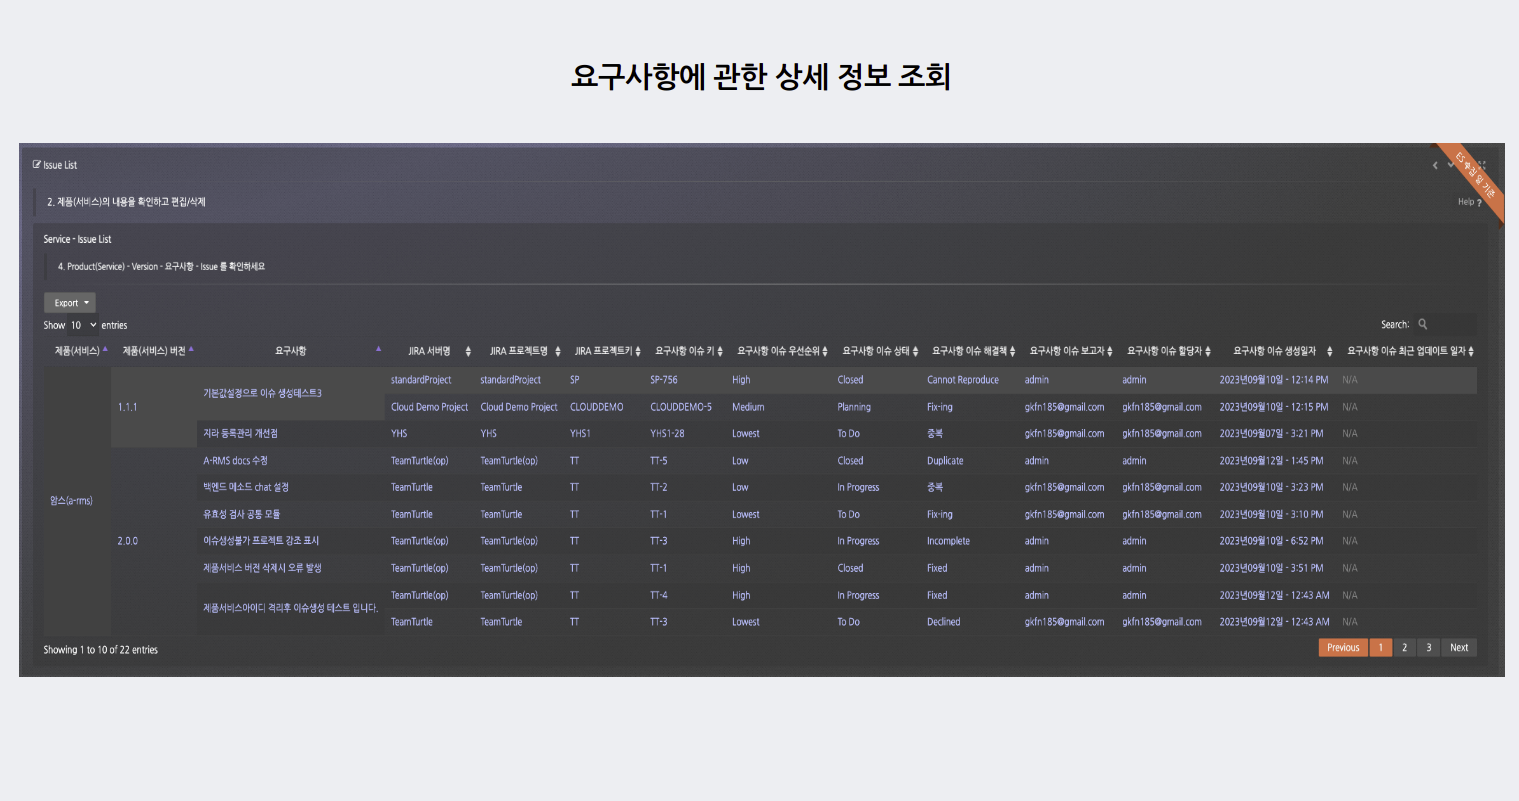 요구사항에 관한 상세 정보 조회
Issue List
ES 수집 일 기준
2. 제품(서비스)의 내용을 확인하고 편집/삭제
Help ?
Service - Issue List
4. Product(Service) - Version - 요구사항 - Issue 를 확인하세요
Export
Show 10 entries
Search:
제품(서비스) 제품(서비스) 버전 요구사항 JIRA 서버명 JIRA 프로젝트명 JIRA 프로젝트키 요구사항 이슈 키 요구사항 이슈 우선순위 요구사항 이슈 상태 요구사항 이슈 해결책 요구사항 이슈 보고자 요구사항 이슈 할당자 요구사항 이슈 생성일자 요구사항 이슈 최근 업데이트 일자
암스(a-rms) 1.1.1 기본값설정으로 이슈 생성테스트3 standardProject standardProject SP SP-756 High Closed Cannot Reproduce admin admin 2023년09월10일 - 12:14 PM N/A
Cloud Demo Project Cloud Demo Project CLOUDDEMO CLOUDDEMO-5 Medium Planning Fix-ing gkfn185@gmail.com gkfn185@gmail.com 2023년09월10일 - 12:15 PM N/A
지라 등록관리 개선점 YHS YHS YHS1 YHS1-28 Lowest To Do 중복 gkfn185@gmail.com gkfn185@gmail.com 2023년09월07일 - 3:21 PM N/A
2.0.0 A-RMS docs 수정 TeamTurtle(op) TeamTurtle(op) TT TT-5 Low Closed Duplicate admin admin 2023년09월12일 - 1:45 PM N/A
백엔드 메소드 chat 설정 TeamTurtle TeamTurtle TT TT-2 Low In Progress 중복 gkfn185@gmail.com gkfn185@gmail.com 2023년09월10일 - 3:23 PM N/A
유효성 검사 공통 모듈 TeamTurtle TeamTurtle TT TT-1 Lowest To Do Fix-ing gkfn185@gmail.com gkfn185@gmail.com 2023년09월10일 - 3:10 PM N/A
이슈생성불가 프로젝트 강조 표시 TeamTurtle(op) TeamTurtle(op) TT TT-3 High In Progress Incomplete admin admin 2023년09월10일 - 6:52 PM N/A
제품서비스 버전 삭제시 오류 발생 TeamTurtle(op) TeamTurtle(op) TT TT-1 High Closed Fixed admin admin 2023년09월10일 - 3:51 PM N/A
제품서비스아이디 격리후 이슈생성 테스트 입니다. TeamTurtle(op) TeamTurtle(op) TT TT-4 High In Progress Fixed admin admin 2023년09월12일 - 12:43 AM N/A
TeamTurtle TeamTurtle TT TT-3 Lowest To Do Declined gkfn185@gmail.com gkfn185@gmail.com 2023년09월12일 - 12:43 AM N/A
Showing 1 to 10 of 22 entries
Previous 1 2 3 Next